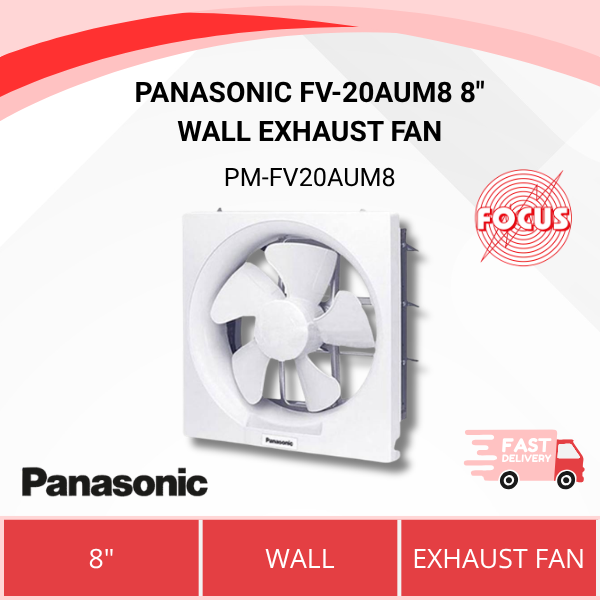 PANASONIC FV-20AUM8 8"
WALL EXHAUST FAN
PM-FV20AUM8
FOCUS
Panasonic
FAST
DELIVERY
Panasonic
8"
WALL
EXHAUST FAN